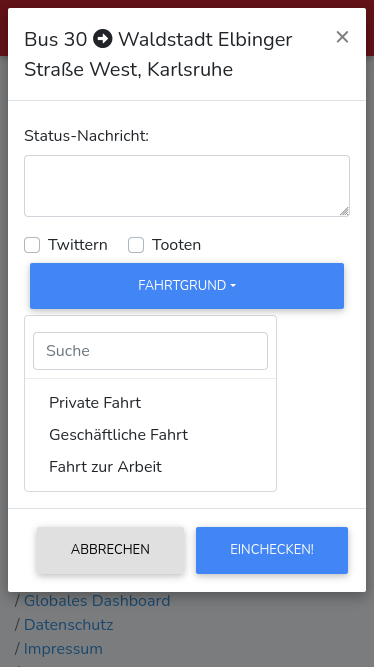 Bus 30 ➔ Waldstadt Elbinger
Straße West, Karlsruhe
×
Status-Nachricht:
Twittern
Tooten
FAHRTGRUND
Suche
Private Fahrt
Geschäftliche Fahrt
Fahrt zur Arbeit
ABBRECHEN
EINCHECKEN!
/ Globales Dashboard
/ Datenschutz
/ Impressum